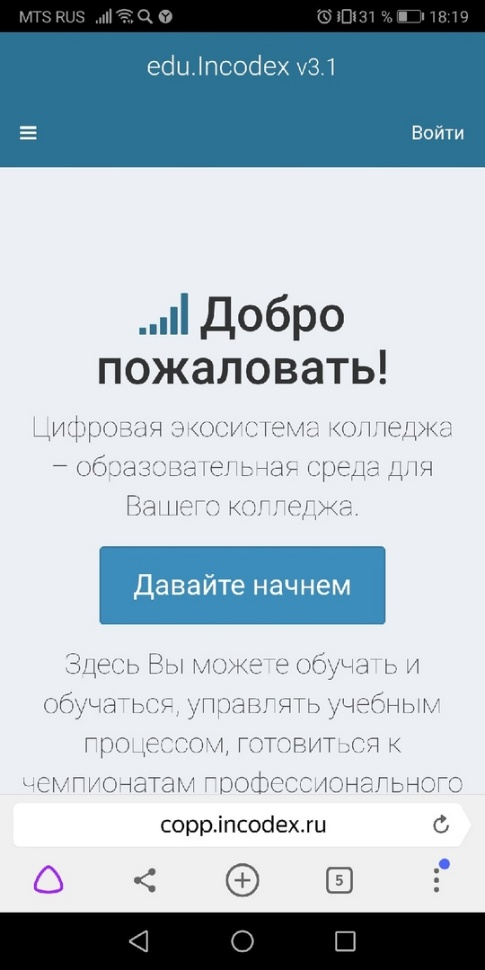 MTS RUS 31 % 18:19
edu.Incodex v3.1
Войти
Добро
пожаловать!
Цифровая экосистема колледжа
– образовательная среда для
Вашего колледжа.
Давайте начнем
Здесь Вы можете обучать и
обучаться, управлять учебным
процессом, готовиться к
чемпионатам профессионального
copp.incodex.ru
5